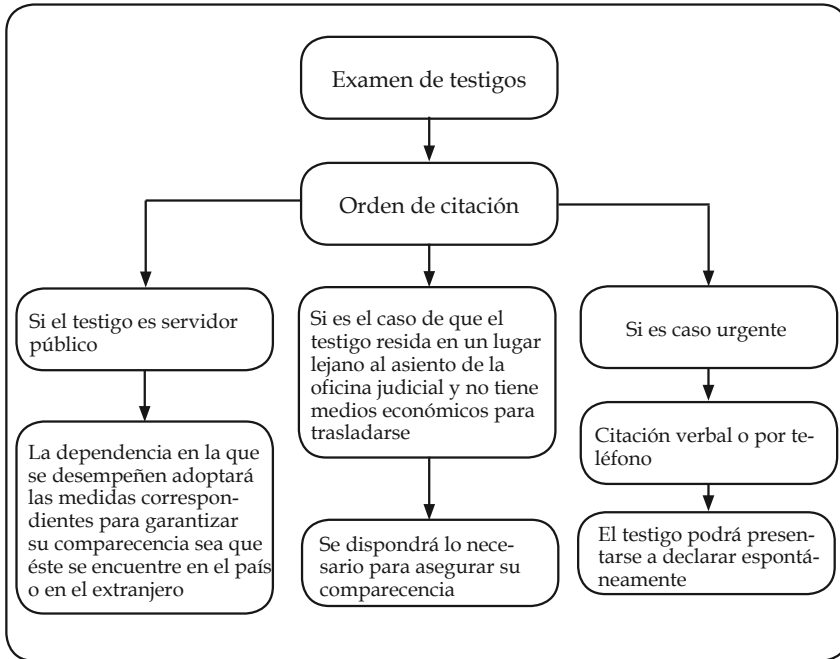 Examen de testigos
Orden de citación
Si el testigo es servidor
público
La dependencia en la que
se desempeñen adoptará
las medidas correspon-
dientes para garantizar
su comparecencia sea que
éste se encuentre en el país
o en el extranjero
Si es el caso de que el
testigo resida en un lugar
lejano al asiento de la
oficina judicial y no tiene
medios económicos para
trasladarse
Se dispondrá lo nece-
sario para asegurar su
comparecencia
Si es caso urgente
Citación verbal o por te-
léfono
El testigo podrá presen-
tarse a declarar espontá-
neamente